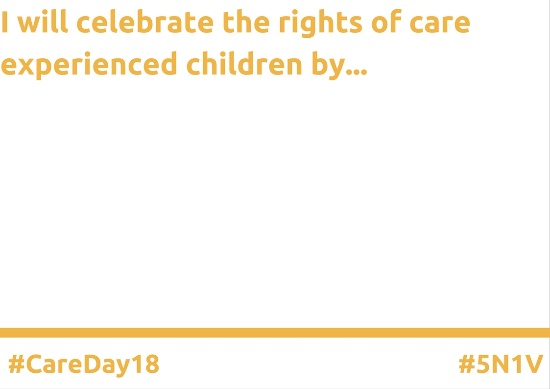 I will celebrate the rights of care
experienced children by...
#CareDay18 #5N1V